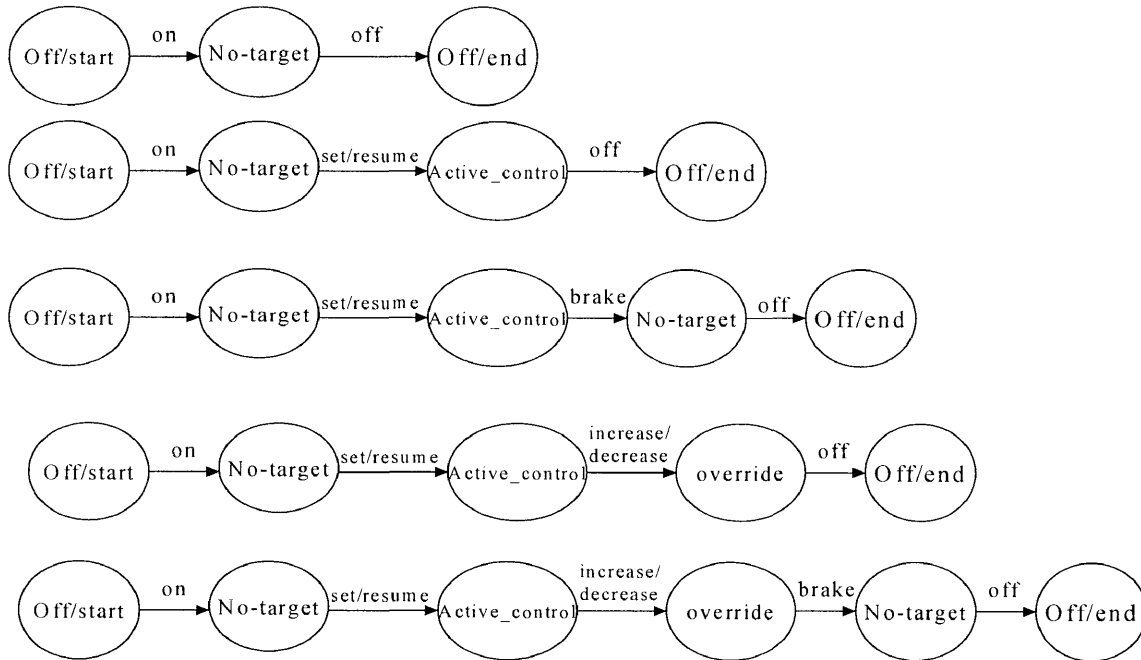 on off
Off/start No-target Off/end
on set/resume off
Off/start No-target Active_control Off/end
on set/resume brake off
Off/start No-target Active_control No-target Off/end
increase/
on set/resume decrease off
Off/start No-target Active_control override Off/end
increase/
on set/resume decrease brake off
Off/start No-target Active_control override No-target Off/end